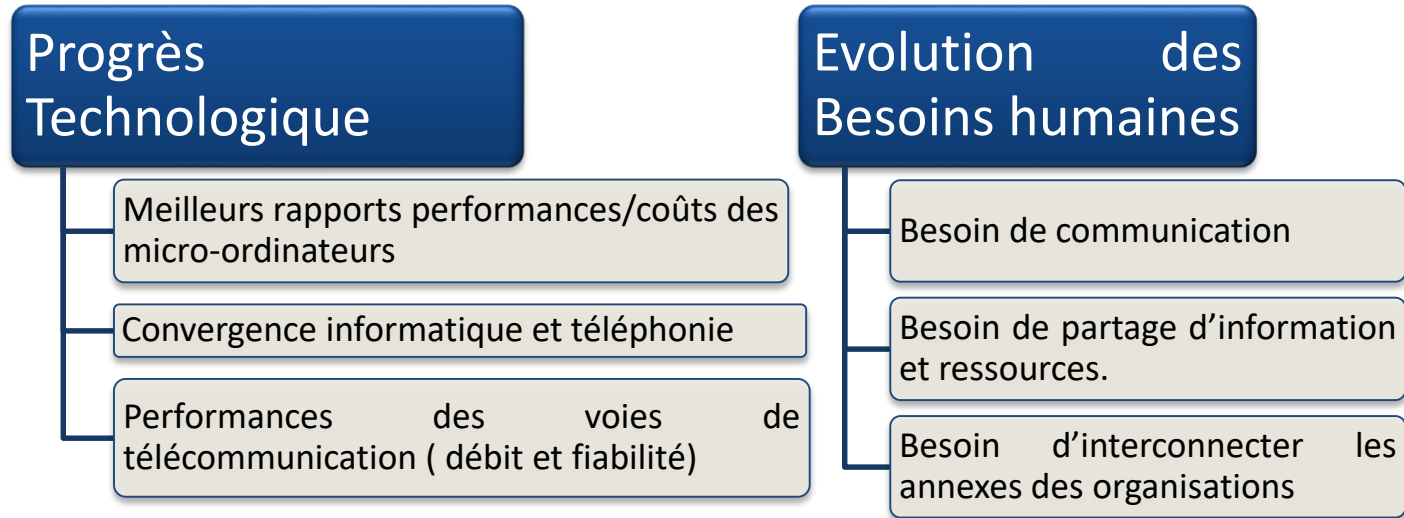 Progrès
Technologique
Meilleurs rapports performances/coûts des
micro-ordinateurs
Convergence informatique et téléphonie
Performances des voies de
télécommunication ( débit et fiabilité)
Evolution des
Besoins humaines
Besoin de communication
Besoin de partage d’information
et ressources.
Besoin d’interconnecter les
annexes des organisations